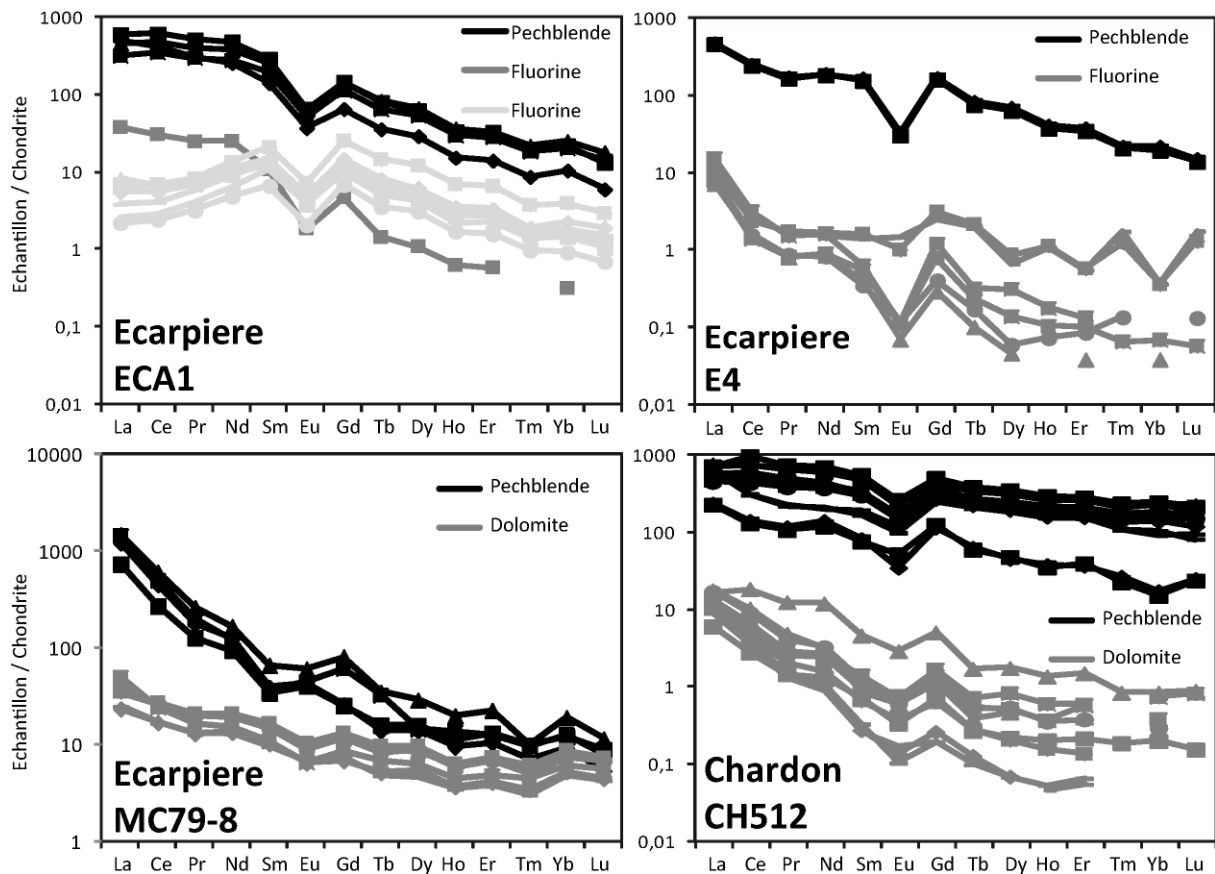 Echantillon / Chondrite
1000
100
10
1
0,1
0,01
Pechblende
Fluorine
Fluorine
Ecarpiere
ECA1
La Ce Pr Nd Sm Eu Gd Tb Dy Ho Er Tm Yb Lu
1000
100
10
1
0,1
0,01
Pechblende
Fluorine
Ecarpiere
E4
La Ce Pr Nd Sm Eu Gd Tb Dy Ho Er Tm Yb Lu
Echantillon / Chondrite
10000
1000
100
10
1
Pechblende
Dolomite
Ecarpiere
MC79-8
La Ce Pr Nd Sm Eu Gd Tb Dy Ho Er Tm Yb Lu
1000
100
10
1
0,1
0,01
Pechblende
Dolomite
Chardon
CH512
La Ce Pr Nd Sm Eu Gd Tb Dy Ho Er Tm Yb Lu